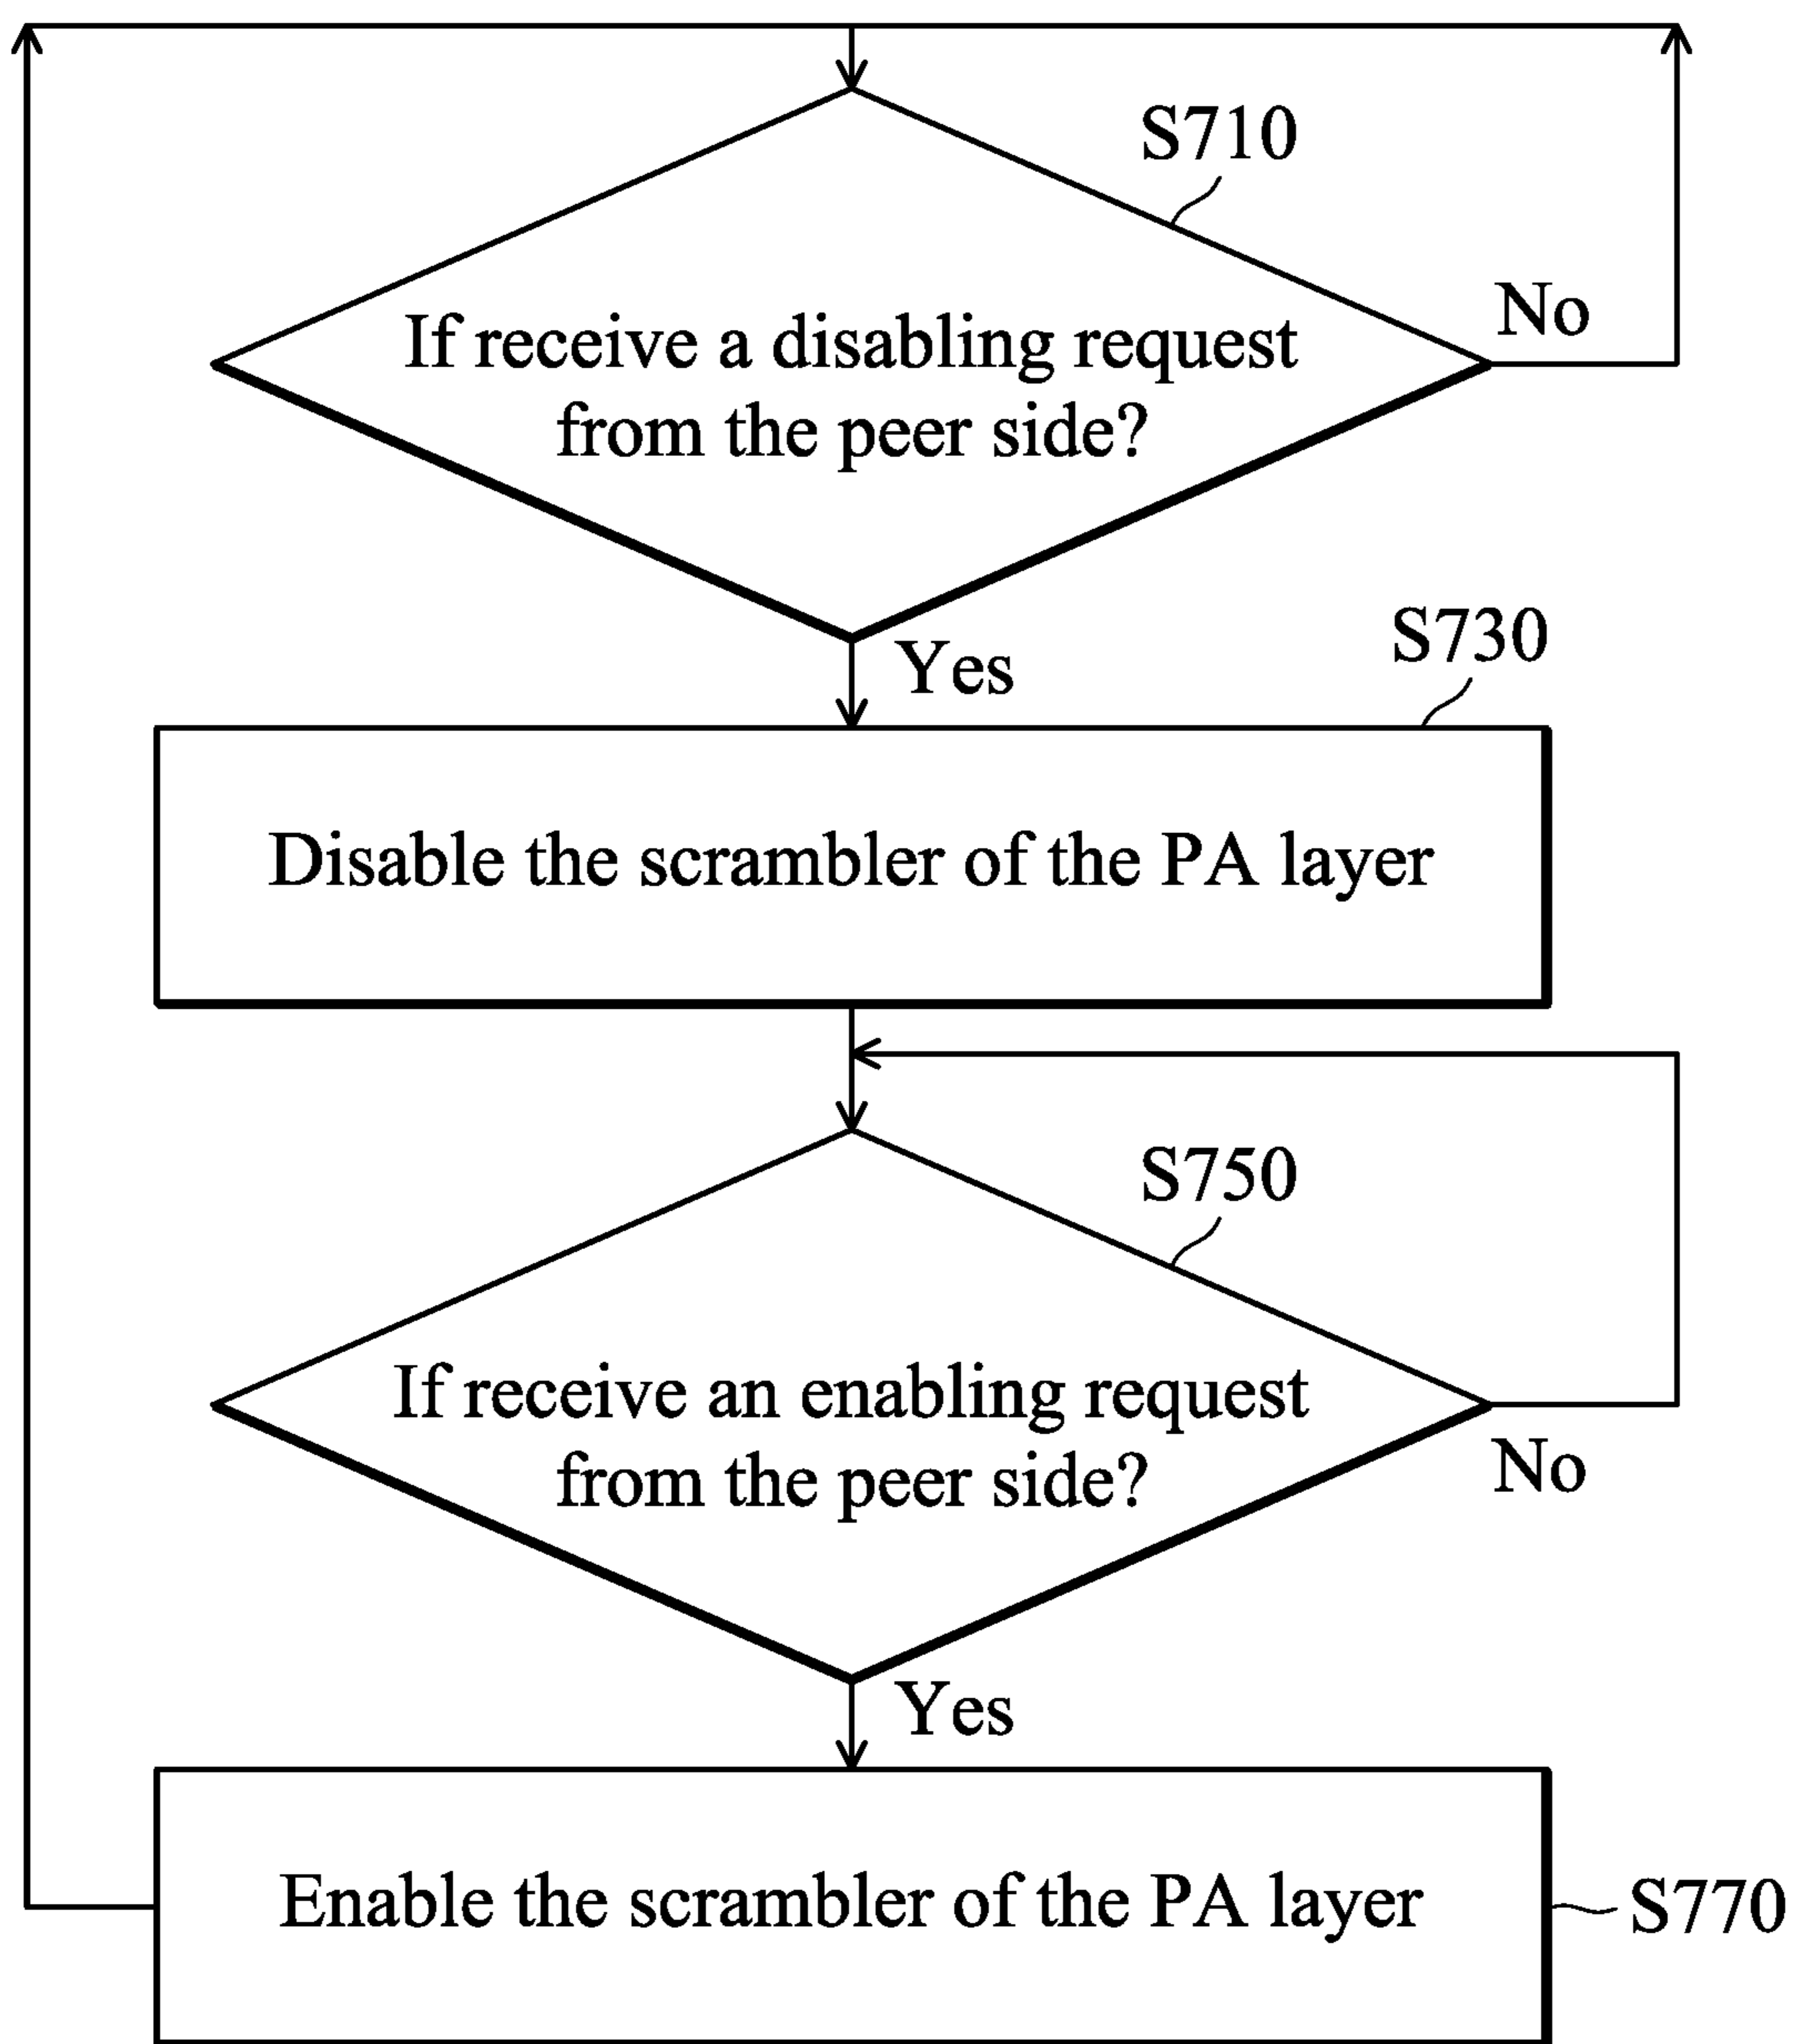 S710
If receive a disabling request
from the peer side?
No
Yes
S730
Disable the scrambler of the PA layer
S750
If receive an enabling request
from the peer side?
No
Yes
Enable the scrambler of the PA layer
S770